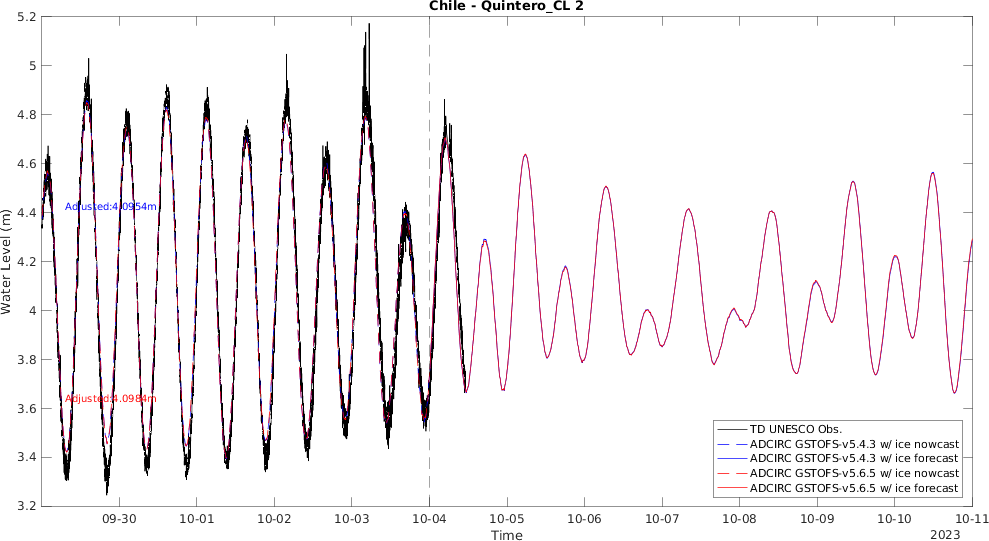 Chile - Quintero_CL 2
5.2
5
4.8
4.6
4.4
4.2
4
3.8
3.6
3.4
3.2
Water Level (m)
Adjusted:4.0954m
Adjusted:4.0984m
TD UNESCO Obs.
ADCIRC GSTOFS-v5.4.3 w/ ice nowcast
ADCIRC GSTOFS-v5.4.3 w/ ice forecast
ADCIRC GSTOFS-v5.6.5 w/ ice nowcast
ADCIRC GSTOFS-v5.6.5 w/ ice forecast
09-30 10-01 10-02 10-03 10-04 10-05 10-06 10-07 10-08 10-09 10-10 10-11
Time
2023